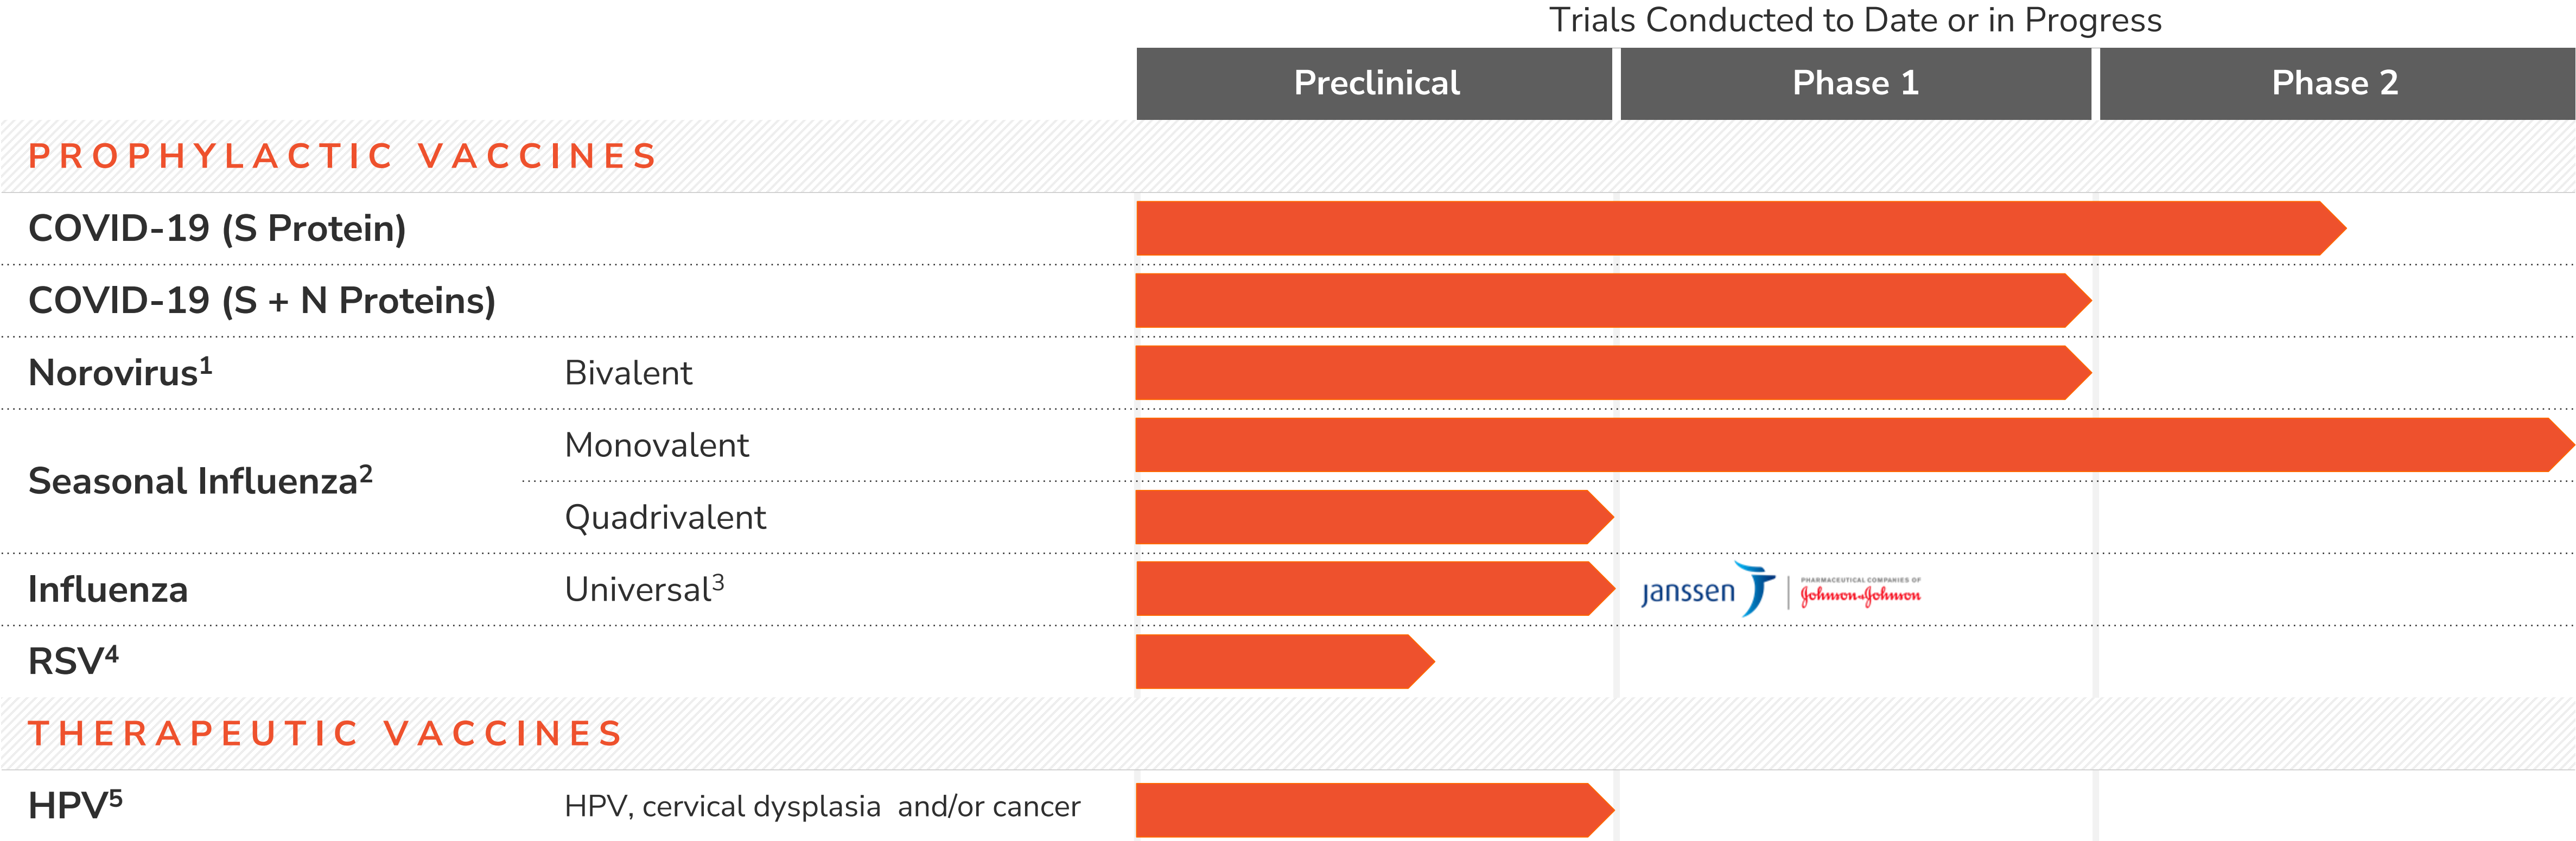 Trials Conducted to Date or in Progress
Preclinical Phase 1 Phase 2
PROPHYLACTIC VACCINES
COVID-19 (S Protein)
COVID-19 (S + N Proteins)
Norovirus¹ Bivalent
Seasonal Influenza²
Monovalent
Quadrivalent
Influenza Universal³
janssen
PHARMACEUTICAL COMPANIES OF
Johnson & Johnson
RSV⁴
THERAPEUTIC VACCINES
HPV⁵ HPV, cervical dysplasia and/or cancer